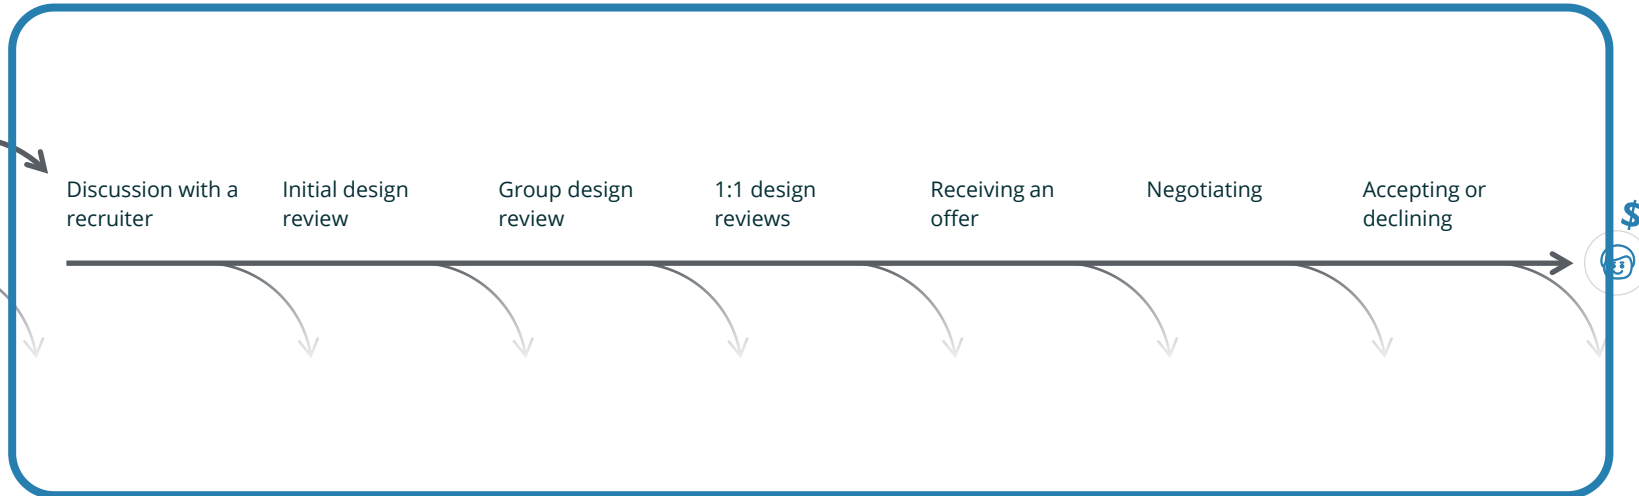 Discussion with a
recruiter
Initial design
review
Group design
review
1:1 design
reviews
Receiving an
offer
Negotiating
Accepting or
declining
$